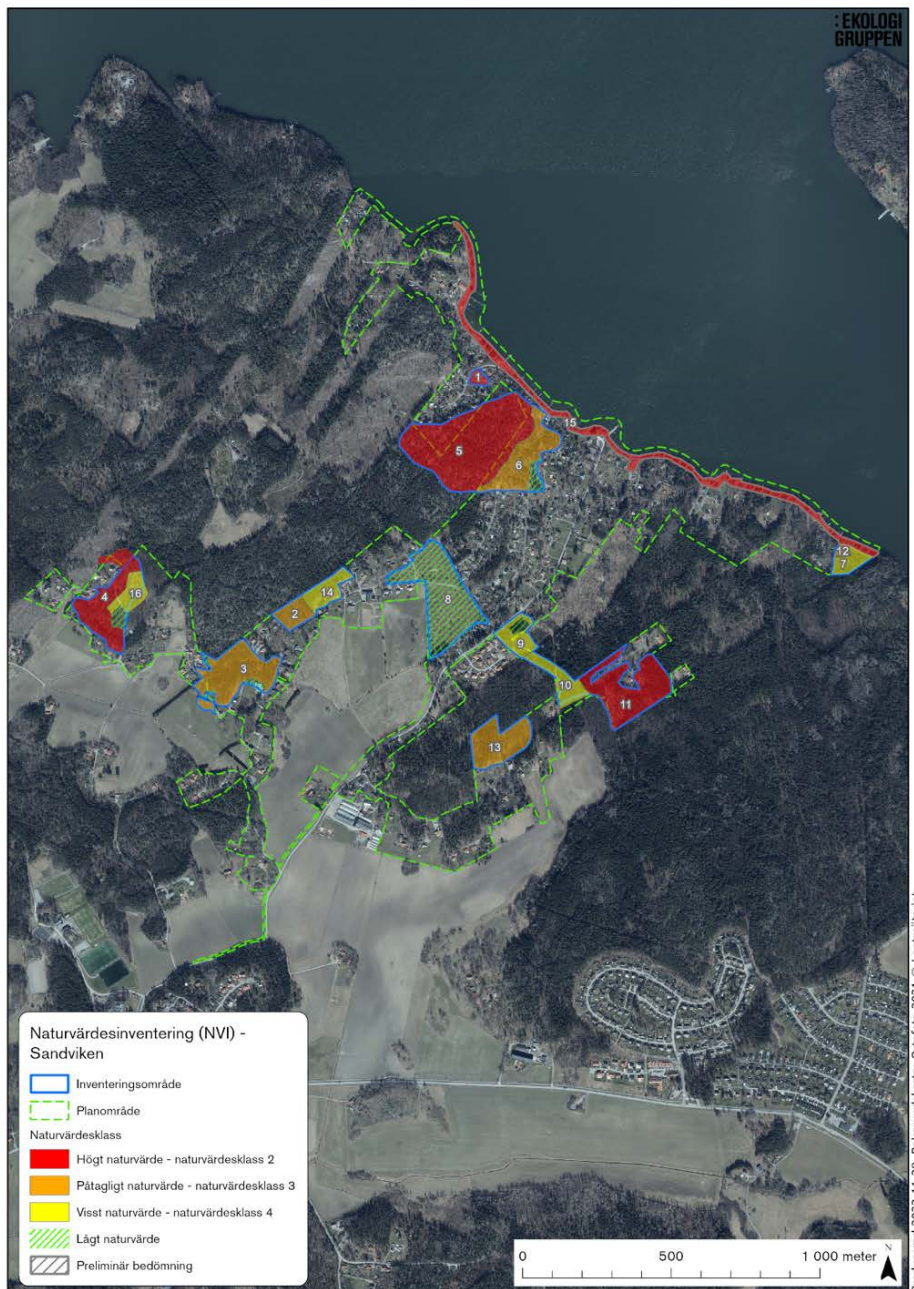 :EKOLOGI
GRUPPEN
1
15
5
6
12
7
4
16
14
2
8
3
9
10
11
13
Naturvärdesinventering (NVI) -
Sandviken
Inventeringsområde
Planområde
Naturvärdesklass
Högt naturvärde - naturvärdesklass 2
Påtagligt naturvärde - naturvärdesklass 3
Visst naturvärde - naturvärdesklass 4
Lågt naturvärde
Preliminär bedömning
0
500
1 000 meter
N